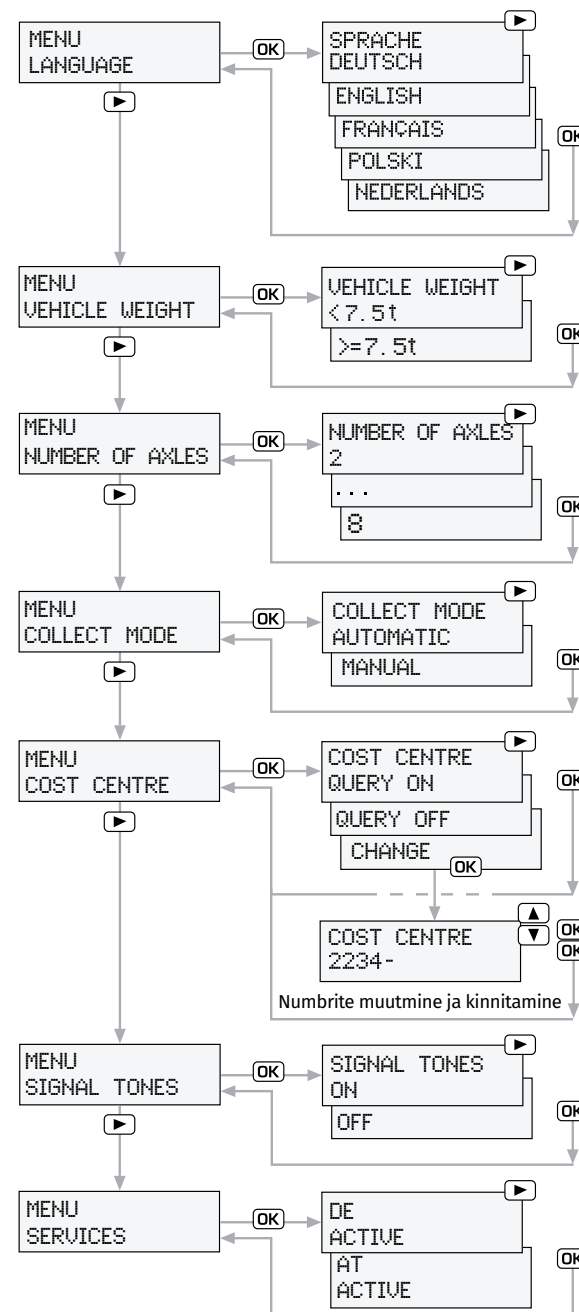 MENU
LANGUAGE
OK
SPRACHE
DEUTSCH
ENGLISH
FRANÇAIS
POLSKI
NEDERLANDS
OK
MENU
VEHICLE WEIGHT
OK
VEHICLE WEIGHT
<7.5t
>=7.5t
OK
MENU
NUMBER OF AXLES
OK
NUMBER OF AXLES
2
...
8
OK
MENU
COLLECT MODE
OK
COLLECT MODE
AUTOMATIC
MANUAL
OK
MENU
COST CENTRE
OK
COST CENTRE
QUERY ON
QUERY OFF
CHANGE
OK
OK
COST CENTRE
2234-
OK
OK
Numbrite muutmine ja kinnitamine
MENU
SIGNAL TONES
OK
SIGNAL TONES
ON
OFF
OK
MENU
SERVICES
OK
DE
ACTIVE
AT
ACTIVE
OK